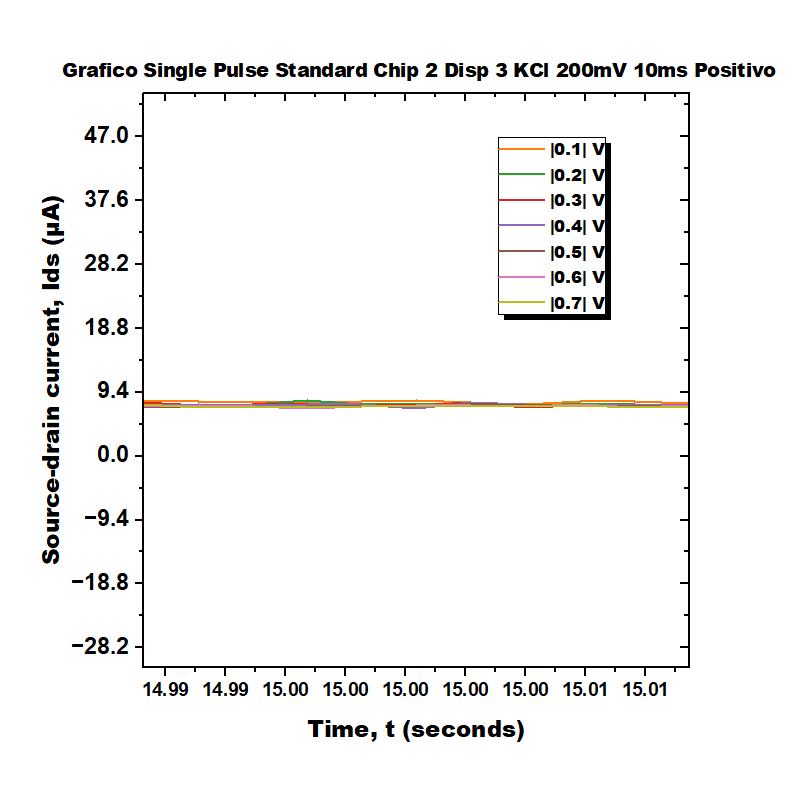 Grafico Single Pulse Standard Chip 2 Disp 3 KCl 200mV 10ms Positivo
47.0
37.6
28.2
18.8
9.4
0.0
−9.4
−18.8
−28.2
Source-drain current, Ids (μA)
|0.1| V
|0.2| V
|0.3| V
|0.4| V
|0.5| V
|0.6| V
|0.7| V
14.99 14.99 15.00 15.00 15.00 15.00 15.00 15.01 15.01
Time, t (seconds)